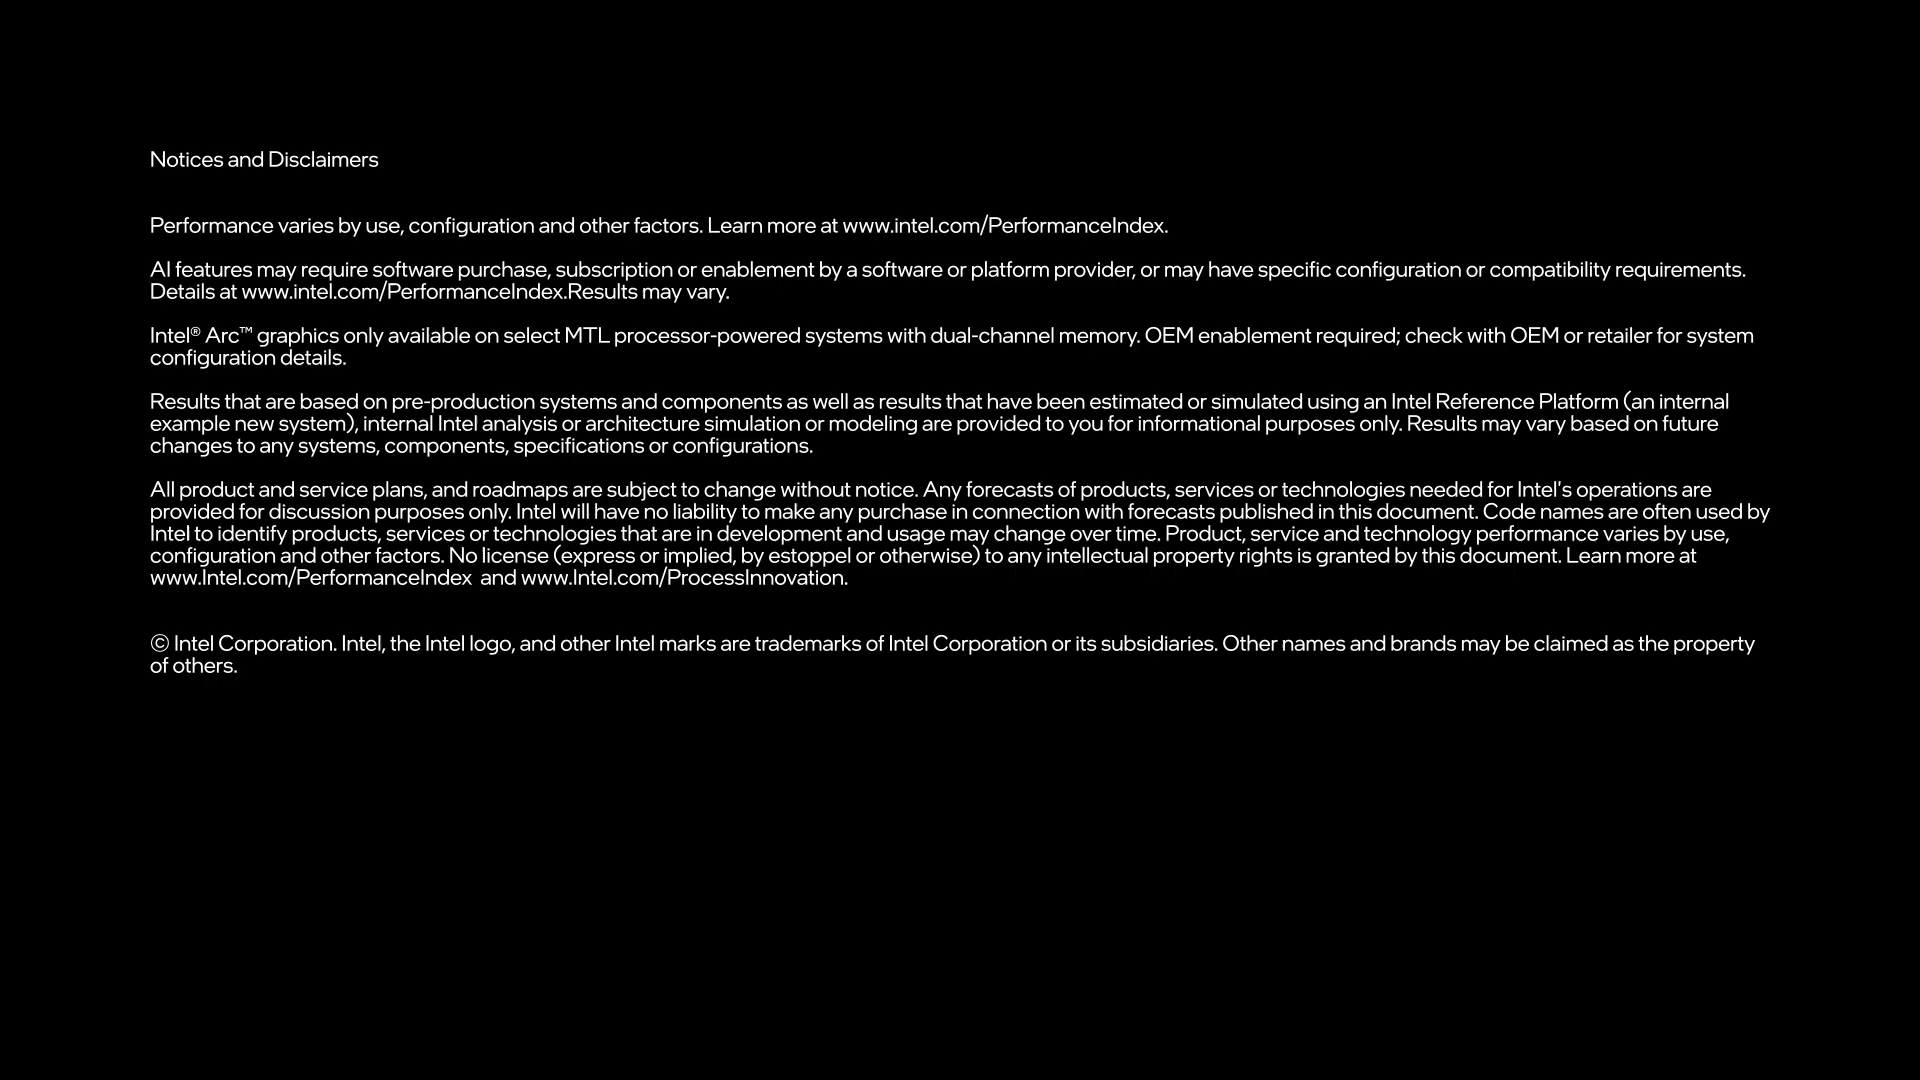 Notices and Disclaimers
Performance varies by use, configuration and other factors. Learn more at www.intel.com/PerformanceIndex.
AI features may require software purchase, subscription or enablement by a software or platform provider, or may have specific configuration or compatibility requirements.
Details at www.intel.com/PerformanceIndex.Results may vary.
Intel® Arc™ graphics only available on select MTL processor-powered systems with dual-channel memory. OEM enablement required; check with OEM or retailer for system
configuration details.
Results that are based on pre-production systems and components as well as results that have been estimated or simulated using an Intel Reference Platform (an internal
example new system), internal Intel analysis or architecture simulation or modeling are provided to you for informational purposes only. Results may vary based on future
changes to any systems, components, specifications or configurations.
All product and service plans, and roadmaps are subject to change without notice. Any forecasts of products, services or technologies needed for Intel's operations are
provided for discussion purposes only. Intel will have no liability to make any purchase in connection with forecasts published in this document. Code names are often used by
Intel to identify products, services or technologies that are in development and usage may change over time. Product, service and technology performance varies by use,
configuration and other factors. No license (express or implied, by estoppel or otherwise) to any intellectual property rights is granted by this document. Learn more at
www.Intel.com/PerformanceIndex and www.Intel.com/ProcessInnovation.
© Intel Corporation. Intel, the Intel logo, and other Intel marks are trademarks of Intel Corporation or its subsidiaries. Other names and brands may be claimed as the property
of others.